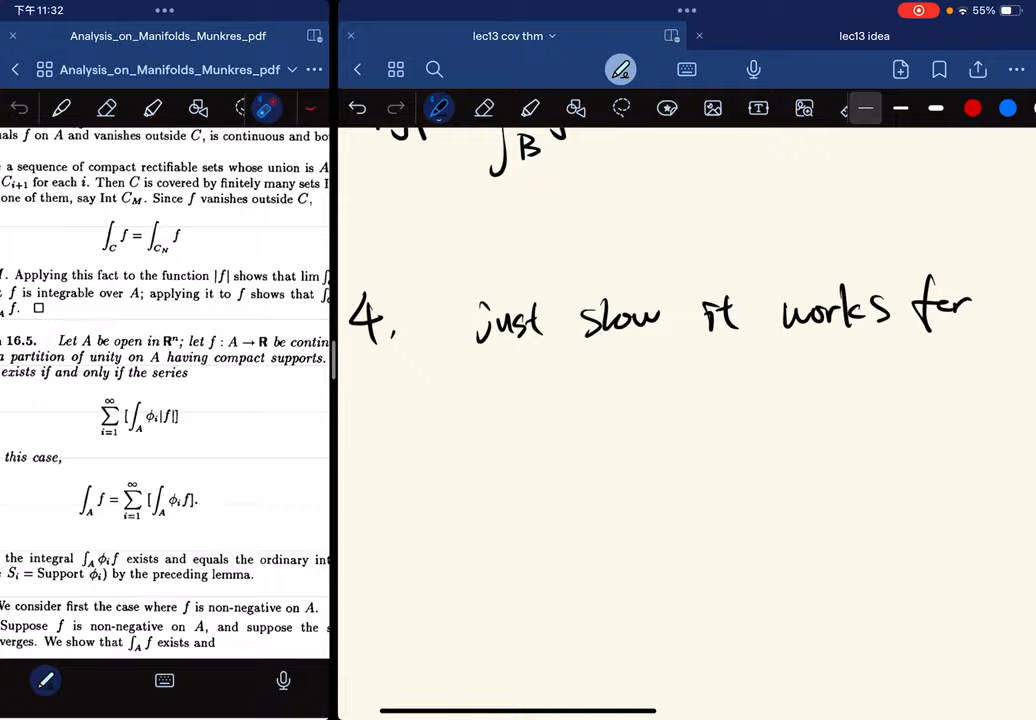 下午11:32
55%
Analysis_on_Manifolds_Munkres_pdf
lec13 cov thm
lec13 idea
Analysis_on_Manifolds_Munkres_pdf
als f on A and vanishes outside C, is continuous and bo
a sequence of compact rectifiable sets whose union is A
C_{i+1} for each i. Then C is covered by finitely many sets I
one of them, say Int C_M. Since f vanishes outside C,
∫_C f = ∫_{C_N} f
. Applying this fact to the function |f| shows that lim ∫
f is integrable over A; applying it to f shows that ∫
f. □
16.5. Let A be open in R^n; let f : A → R be contin
a partition of unity on A having compact supports.
exists if and only if the series
∑_{i=1}^{∞} [∫_A ϕ_i|f|]
this case,
∫_A f = ∑_{i=1}^{∞} [∫_A ϕ_i f].
the integral ∫_A ϕ_i f exists and equals the ordinary int
S_i = Support ϕ_i) by the preceding lemma.
We consider first the case where f is non-negative on A.
Suppose f is non-negative on A, and suppose the s
verges. We show that ∫_A f exists and
∫_B
4. just show it works for